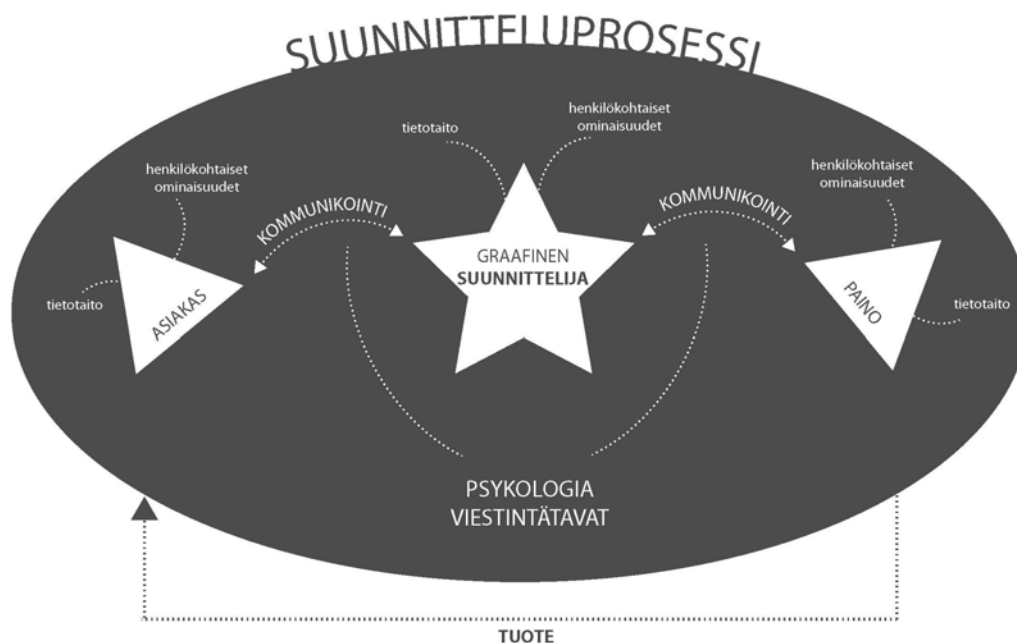 SUUNNITTELUPROSESSI
henkilökohtaiset
ominaisuudet
tietotaito
henkilökohtaiset
ominaisuudet
tietotaito
henkilökohtaiset
ominaisuudet
tietotaito
KOMMUNIKOINTI
KOMMUNIKOINTI
ASIAKAS
GRAAFINEN
SUUNNITTELIJA
PAINO
PSYKOLOGIA
VIESTINTÄTAVAT
TUOTE